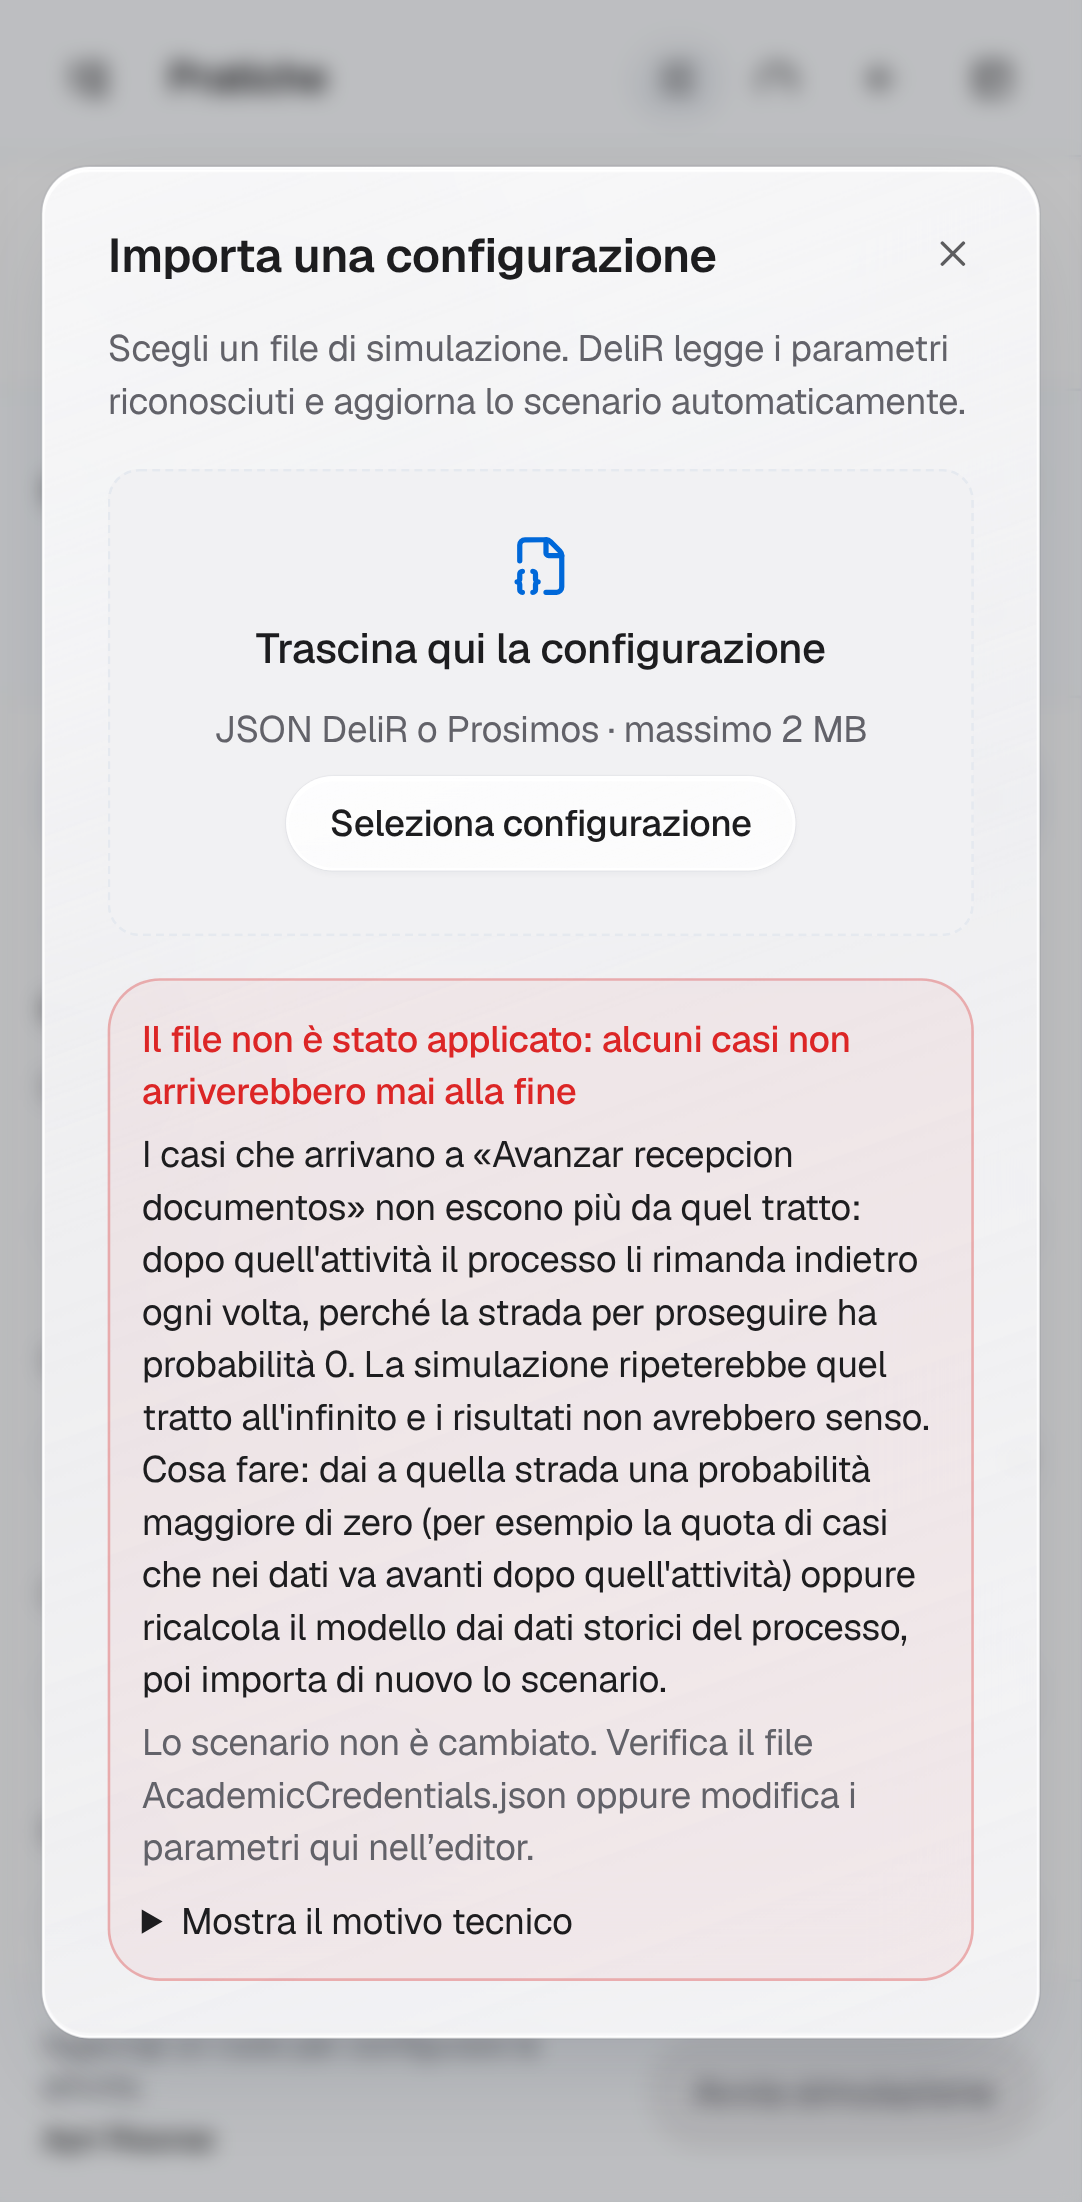 Pratiche
Importa una configurazione
Scegli un file di simulazione. DeliR legge i parametri
riconosciuti e aggiorna lo scenario automaticamente.
Trascina qui la configurazione
JSON DeliR o Prosimos · massimo 2 MB
Seleziona configurazione
Il file non è stato applicato: alcuni casi non
arriverebbero mai alla fine
I casi che arrivano a «Avanzar recepcion
documentos» non escono più da quel tratto:
dopo quell'attività il processo li rimanda indietro
ogni volta, perché la strada per proseguire ha
probabilità 0. La simulazione ripeterebbe quel
tratto all'infinito e i risultati non avrebbero senso.
Cosa fare: dai a quella strada una probabilità
maggiore di zero (per esempio la quota di casi
che nei dati va avanti dopo quell'attività) oppure
ricalcola il modello dai dati storici del processo,
poi importa di nuovo lo scenario.
Lo scenario non è cambiato. Verifica il file
AcademicCredentials.json oppure modifica i
parametri qui nell’editor.
Mostra il motivo tecnico